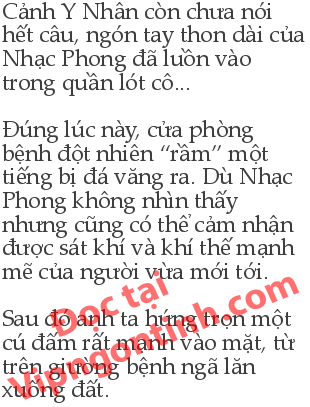 Cảnh Y Nhân còn chưa nói
hết câu, ngón tay thon dài của
Nhạc Phong đã luồn vào
trong quần lót cô...
Đúng lúc này, cửa phòng
bệnh đột nhiên “rầm” một
tiếng bị đá văng ra. Dù Nhạc
Phong không nhìn thấy
nhưng cũng có thể cảm nhận
được sát khí và khí thế mạnh
mẽ của người vừa mới tới.
Sau đó anh ta hứng trọn một
cú đấm rất mạnh vào mặt, từ
trên giường bệnh ngã lăn
xuống đất.
Đọc tại
Vipngontinh.com